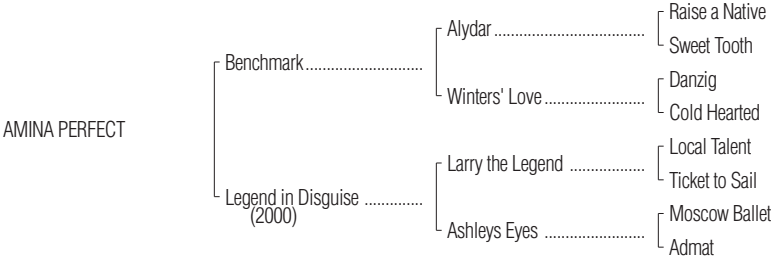 Raise a Native
Alydar ................................
Sweet Tooth
Benchmark .........................
Danzig
Winters' Love .....................
Cold Hearted
AMINA PERFECT
Local Talent
Larry the Legend ................
Ticket to Sail
Legend in Disguise .............
(2000)
Moscow Ballet
Ashleys Eyes .....................
Admat